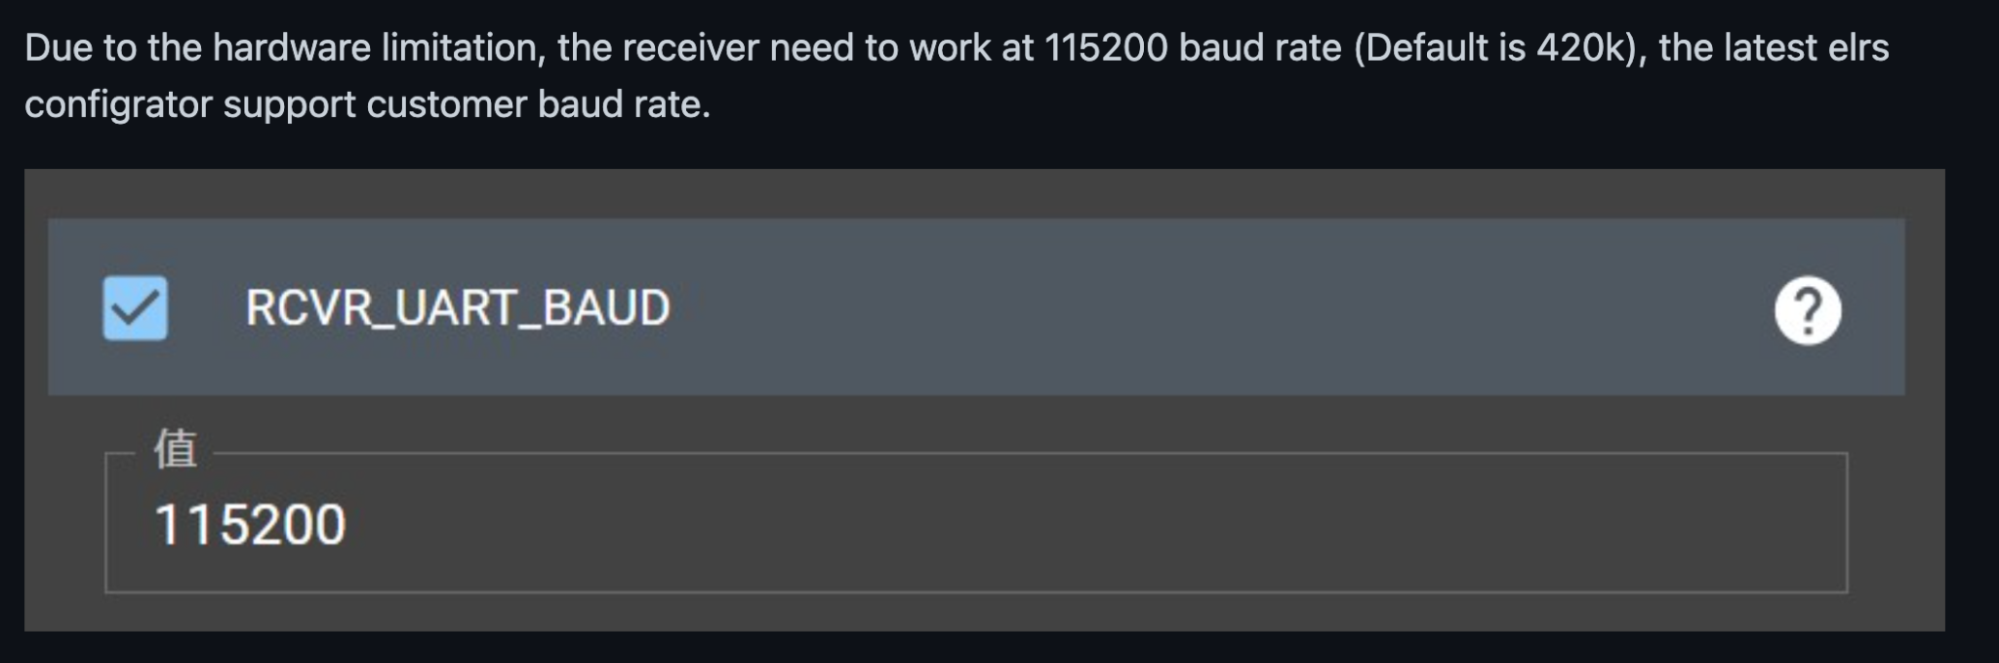 Due to the hardware limitation, the receiver need to work at 115200 baud rate (Default is 420k), the latest elrs
configrator support customer baud rate.
RCVR_UART_BAUD
值
115200